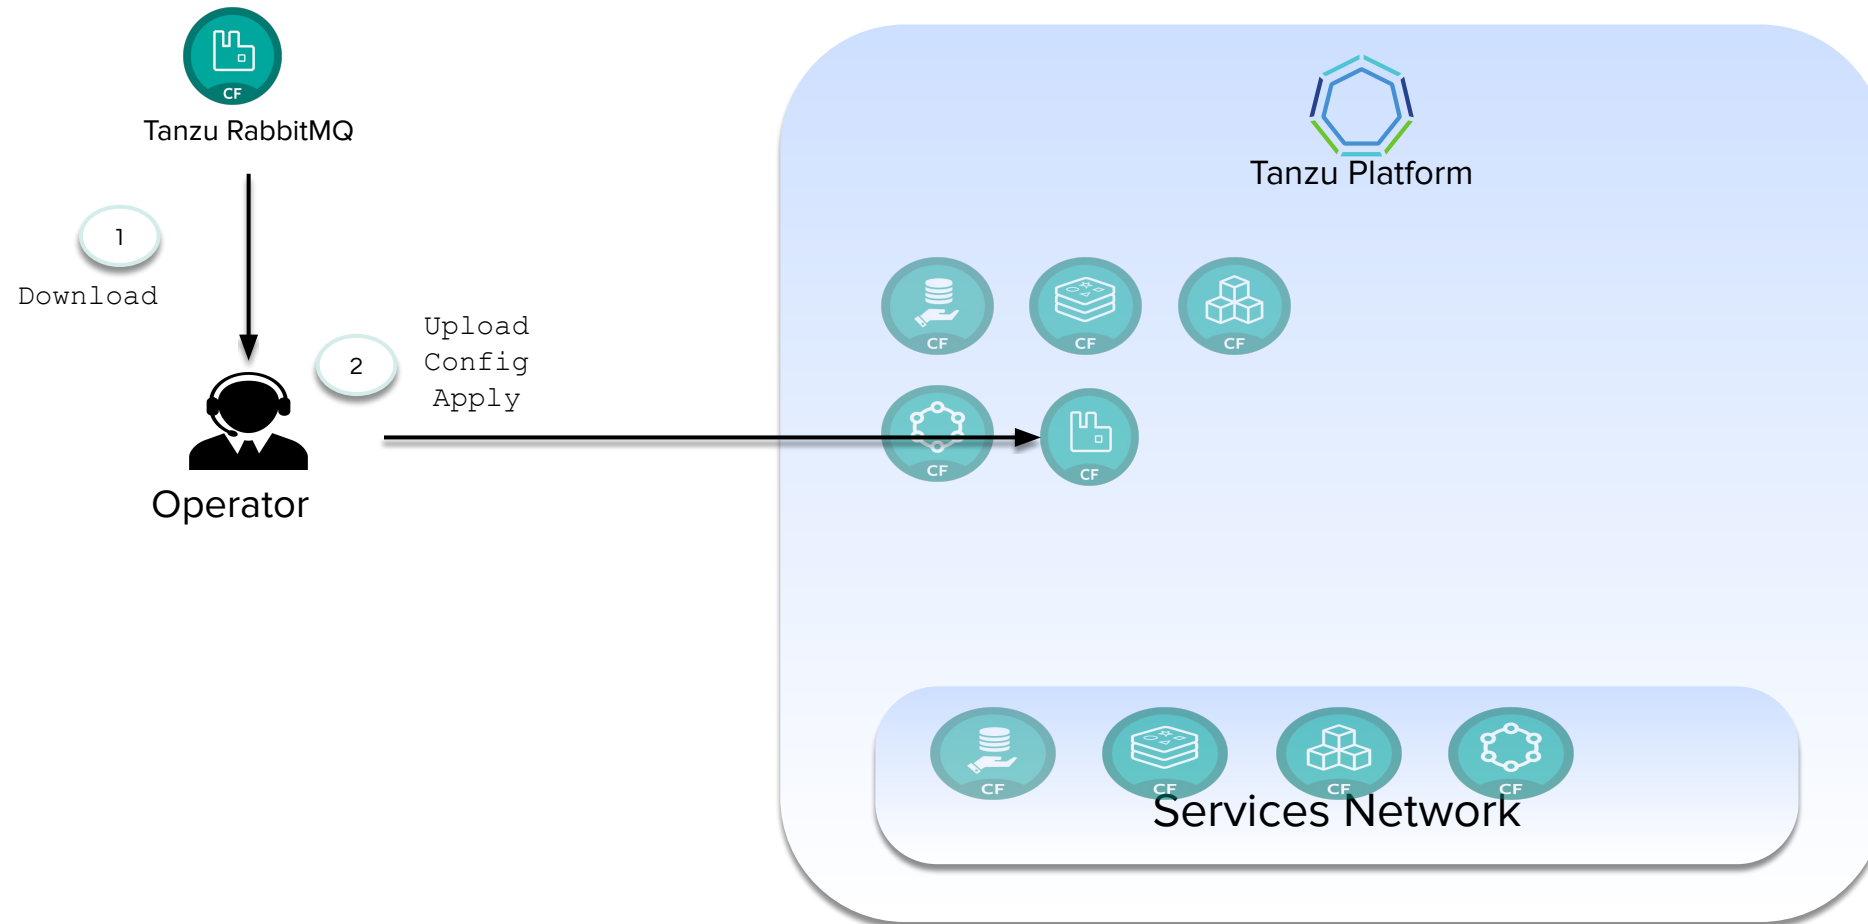 CF
Tanzu RabbitMQ
1
Download
2
Upload
Config
Apply
Operator
Tanzu Platform
CF
CF
CF
CF
CF
CF
CF
CF
CF
Services Network